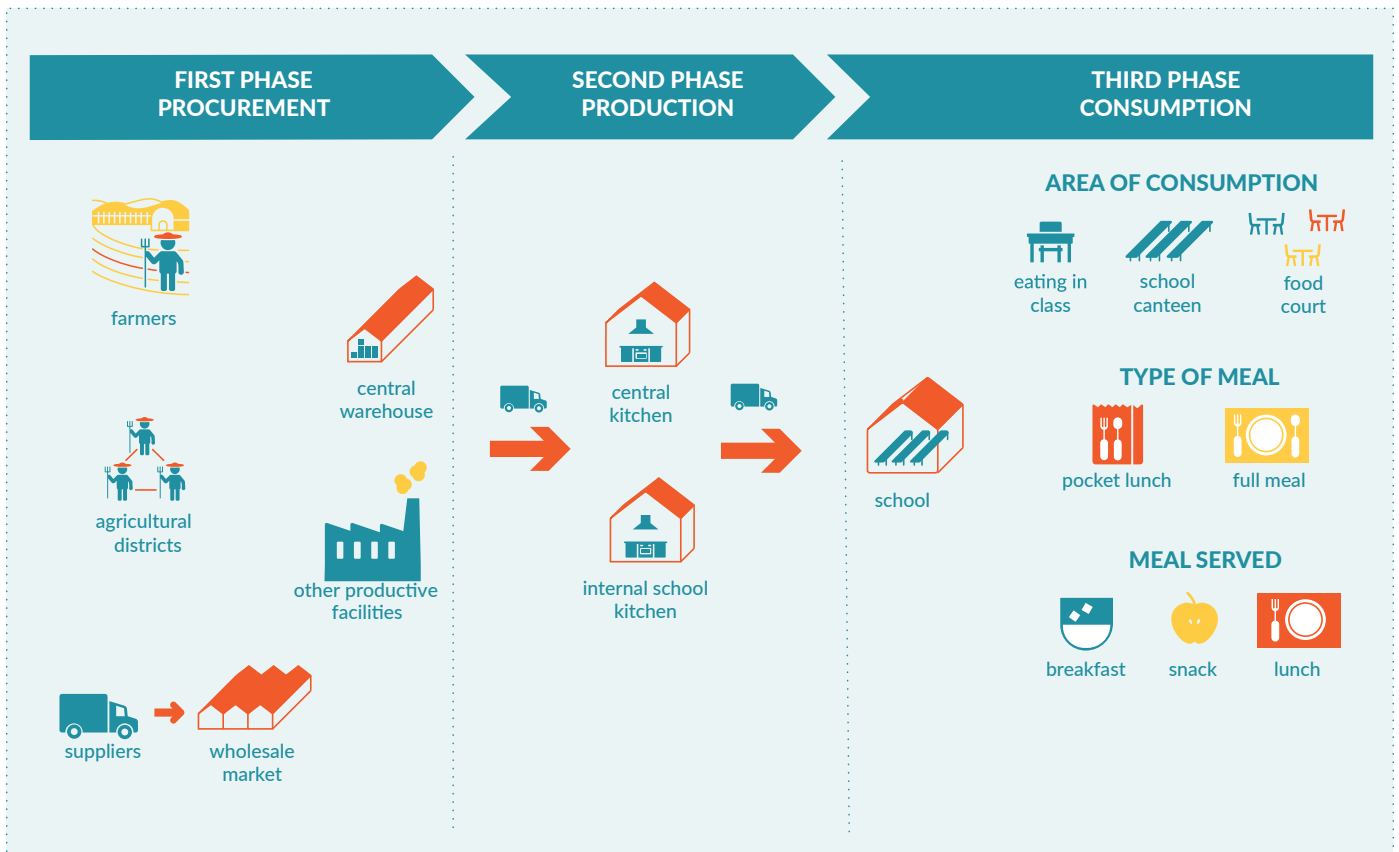 FIRST PHASE
PROCUREMENT
SECOND PHASE
PRODUCTION
THIRD PHASE
CONSUMPTION
farmers
central
warehouse
agricultural
districts
other productive
facilities
suppliers
wholesale
market
central
kitchen
internal school
kitchen
school
AREA OF CONSUMPTION
eating in
class
school
canteen
food
court
TYPE OF MEAL
pocket lunch
full meal
MEAL SERVED
breakfast
snack
lunch